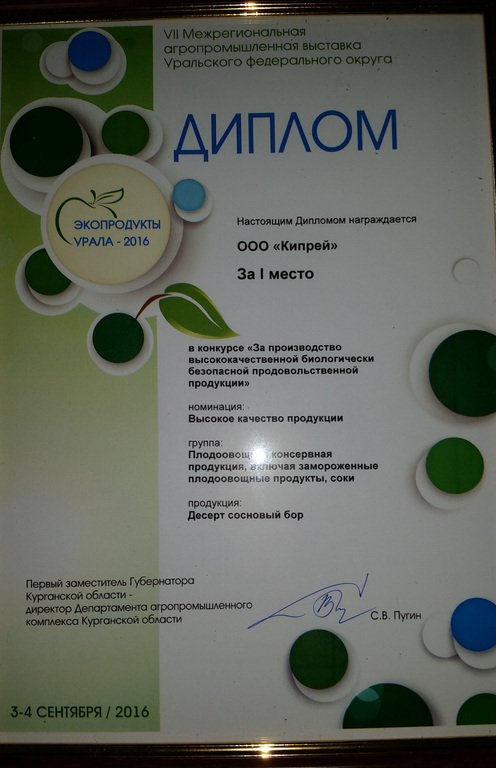 VII Межрегиональная
агропромышленная выставка
Уральского федерального округа
ДИПЛОМ
ЭКОПРОДУКТЫ
УРАЛА - 2016
Настоящим Дипломом награждается
ООО «Кипрей»
За I место
в конкурсе «За производство
высококачественной биологически
безопасной продовольственной
продукции»
номинация:
Высокое качество продукции
группа:
Плодоовощная консервная
продукция, включая замороженные
плодоовощные продукты, соки
продукция:
Десерт сосновый бор
Первый заместитель Губернатора
Курганской области -
директор Департамента агропромышленного
комплекса Курганской области
С.В. Пугин
3-4 СЕНТЯБРЯ / 2016